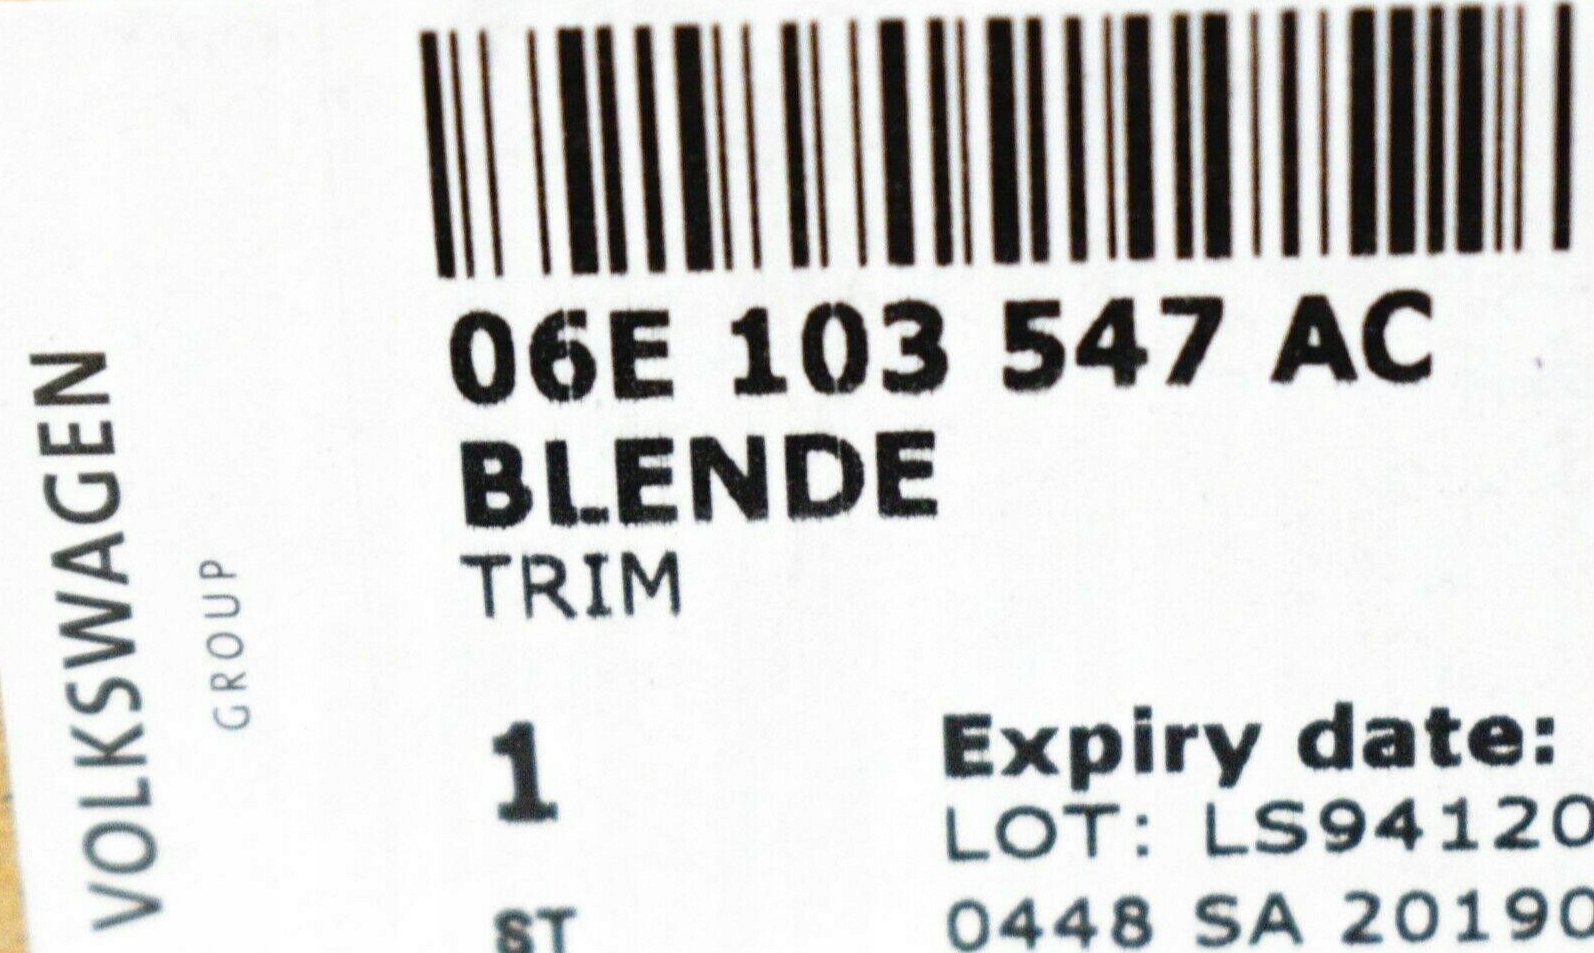 VOLKSWAGEN
GROUP
06E 103 547 AC
BLENDE
TRIM
1
ST
Expiry date:
LOT: LS94120
0448 SA 20190